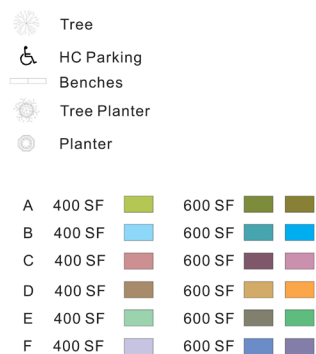 Tree
HC Parking
Benches
Tree Planter
Planter
A 400 SF 600 SF
B 400 SF 600 SF
C 400 SF 600 SF
D 400 SF 600 SF
E 400 SF 600 SF
F 400 SF 600 SF